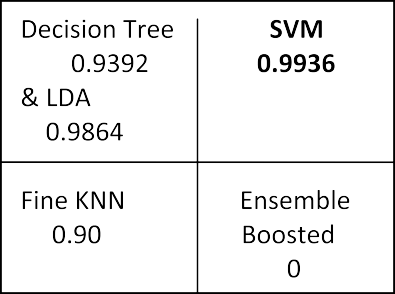 Decision Tree
0.9392
& LDA
0.9864
SVM
0.9936
Fine KNN
0.90
Ensemble
Boosted
0